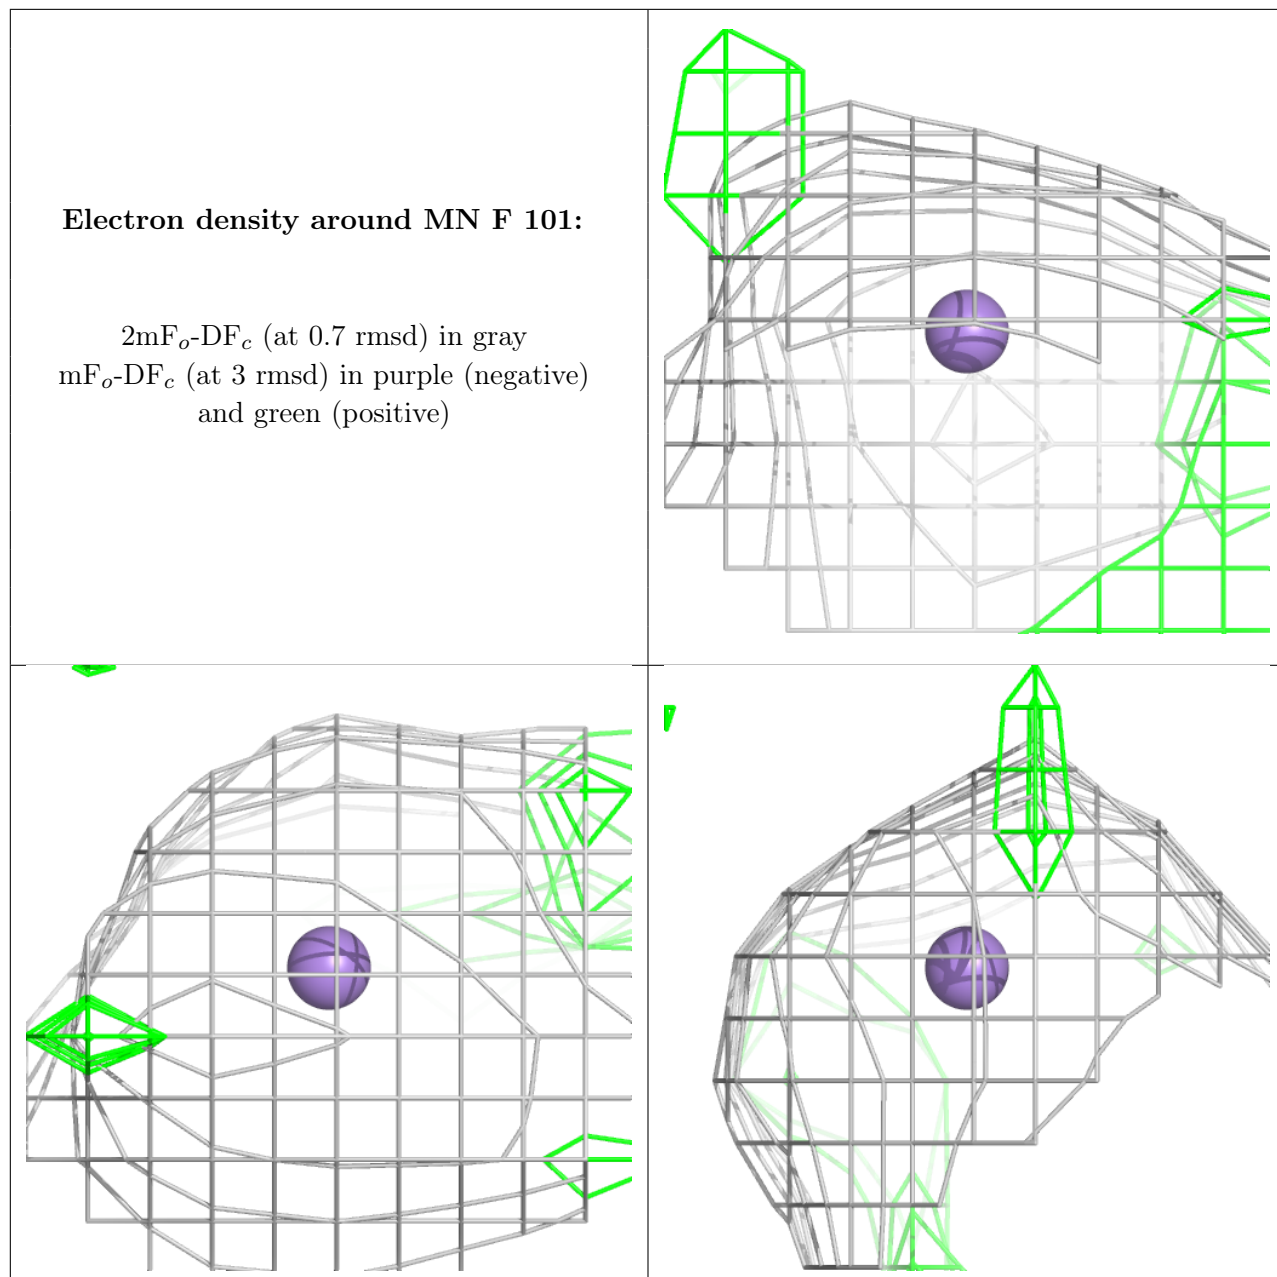 Electron density around MN F 101:
2mFo-DFc (at 0.7 rmsd) in gray
mFo-DFc (at 3 rmsd) in purple (negative)
and green (positive)